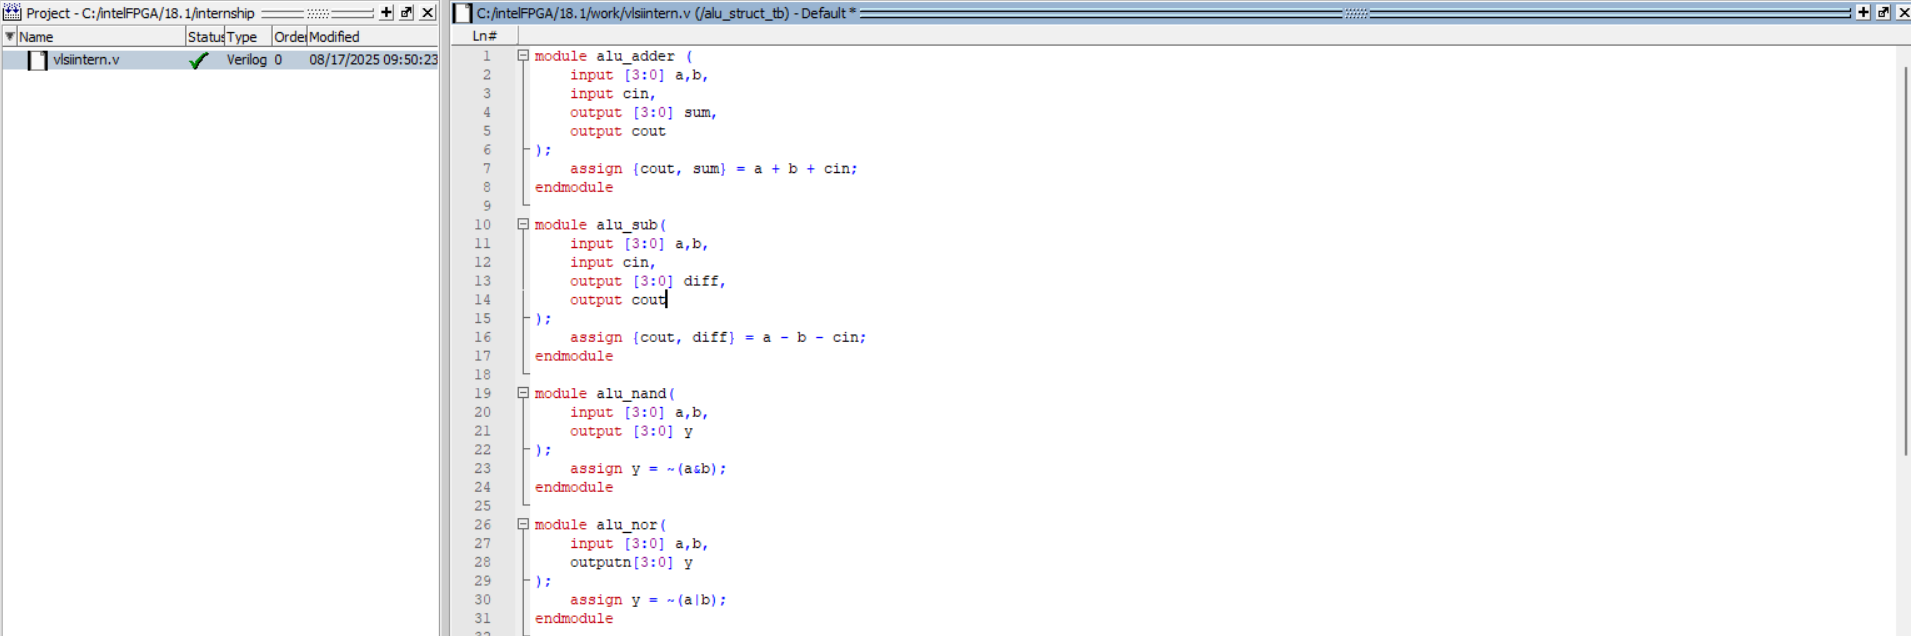 Project - C:/intelFPGA/18.1/internship
Name Status Type Order Modified
vlsiintern.v Verilog 0 08/17/2025 09:50:23
C:/intelFPGA/18.1/work/vlsiintern.v (/alu_struct_tb) - Default *
Ln#
1 module alu_adder (
2 input [3:0] a,b,
3 input cin,
4 output [3:0] sum,
5 output cout
6 );
7 assign {cout, sum} = a + b + cin;
8 endmodule
9
10 module alu_sub(
11 input [3:0] a,b,
12 input cin,
13 output [3:0] diff,
14 output cout
15 );
16 assign {cout, diff} = a - b - cin;
17 endmodule
18
19 module alu_nand(
20 input [3:0] a,b,
21 output [3:0] y
22 );
23 assign y = ~(a&b);
24 endmodule
25
26 module alu_nor(
27 input [3:0] a,b,
28 outputn[3:0] y
29 );
30 assign y = ~(a|b);
31 endmodule
32